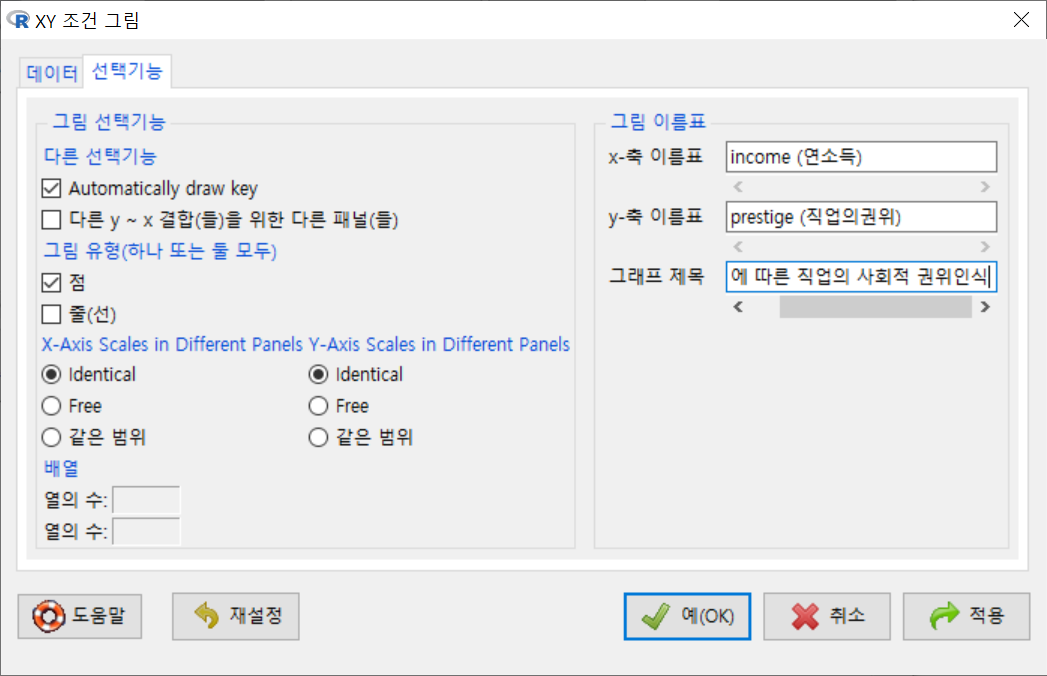 XY 조건 그림
데이터 선택기능
그림 선택기능
다른 선택기능
Automatically draw key
다른 y ~ x 결합(들)을 위한 다른 패널(들)
그림 유형(하나 또는 둘 모두)
점
줄(선)
X-Axis Scales in Different Panels Y-Axis Scales in Different Panels
Identical Identical
Free Free
같은 범위 같은 범위
배열
열의 수:
열의 수:
그림 이름표
x-축 이름표 income (연소득)
y-축 이름표 prestige (직업의권위)
그래프 제목 에 따른 직업의 사회적 권위인식
도움말 재설정 예(OK) 취소 적용